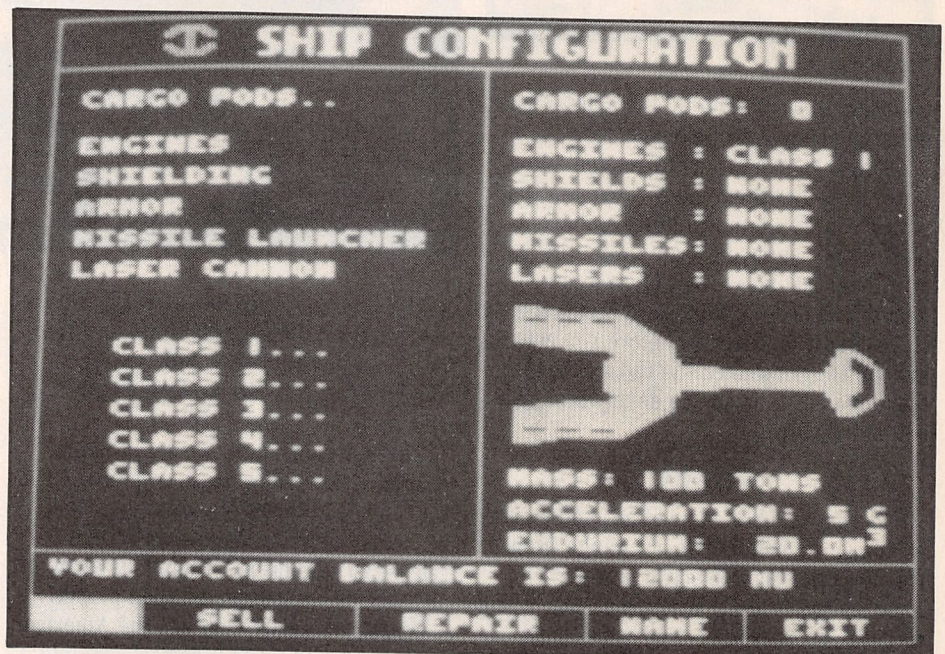 SHIP CONFIGURATION
CARGO PODS..
ENGINES
SHIELDING
ARMOR
MISSILE LAUNCHER
LASER CANNON
CLASS 1...
CLASS 2...
CLASS 3...
CLASS 4...
CLASS 5...
CARGO PODS: 0
ENGINES : CLASS 1
SHIELDS : NONE
ARMOR : NONE
MISSILES: NONE
LASERS : NONE
MASS: 100 TONS
ACCELERATION: 5 G
ENDURIUM: 20.0M³
YOUR ACCOUNT BALANCE IS: 12000 MU
SELL REPAIR NAME EXIT